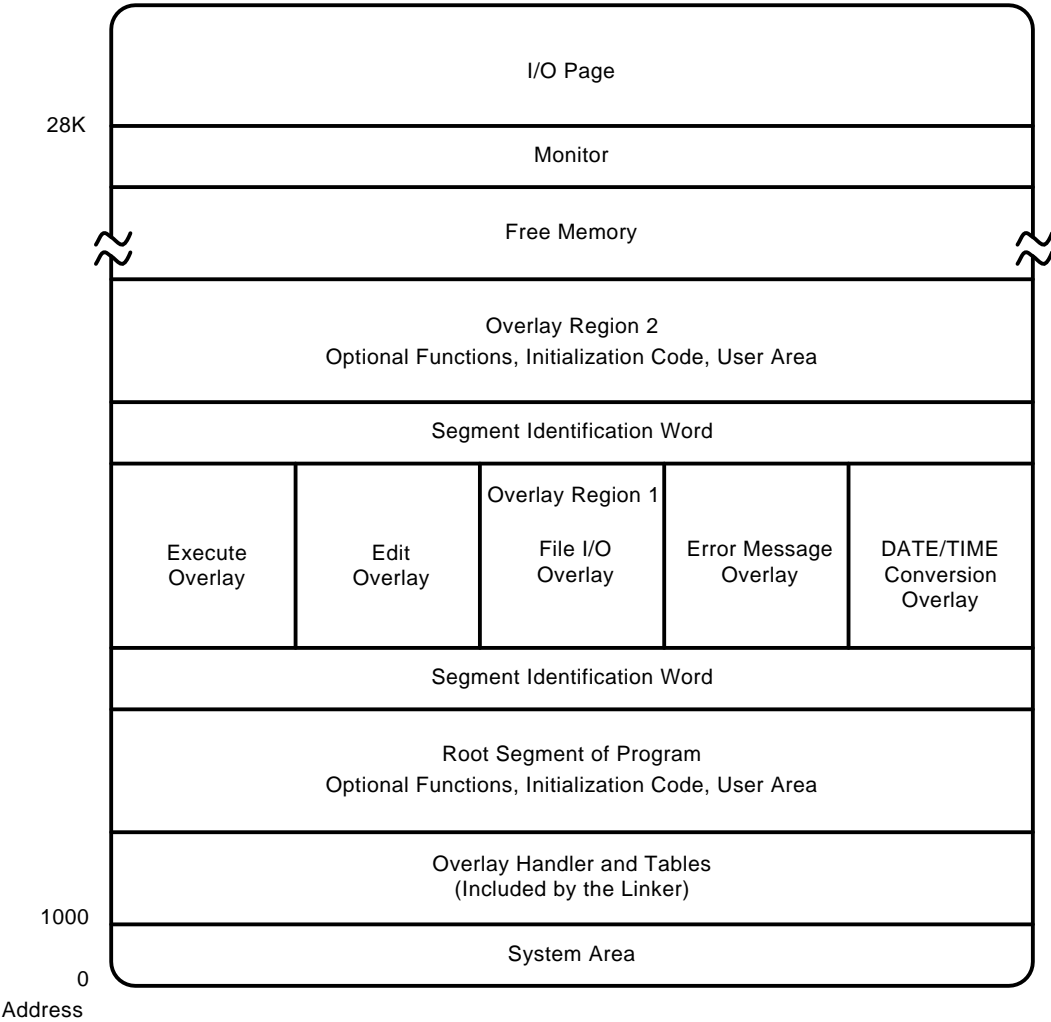 I/O Page
28K
Monitor
Free Memory
Overlay Region 2
Optional Functions, Initialization Code, User Area
Segment Identification Word
Overlay Region 1
Execute
Overlay
Edit
Overlay
File I/O
Overlay
Error Message
Overlay
DATE/TIME
Conversion
Overlay
Segment Identification Word
Root Segment of Program
Optional Functions, Initialization Code, User Area
Overlay Handler and Tables
(Included by the Linker)
1000
System Area
0
Address